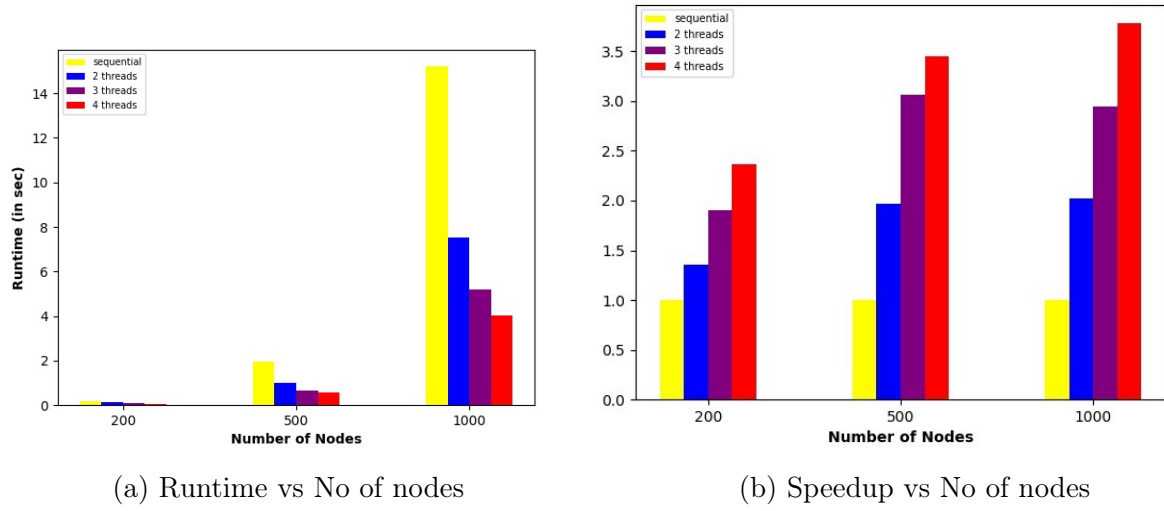 sequential
2 threads
3 threads
4 threads
14
12
10
8
6
4
2
0
Runtime (in sec)
200
500
1000
Number of Nodes
(a) Runtime vs No of nodes
sequential
2 threads
3 threads
4 threads
3.5
3.0
2.5
2.0
1.5
1.0
0.5
0.0
200
500
1000
Number of Nodes
(b) Speedup vs No of nodes